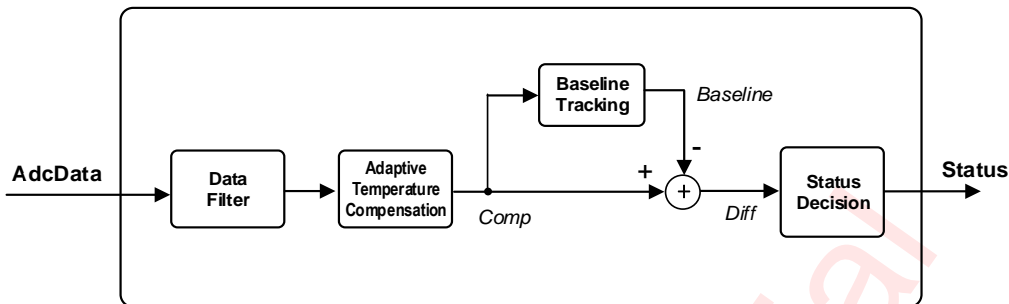 Baseline
Tracking
Baseline
AdcData
Data
Filter
Adaptive
Temperature
Compensation
Comp
+
-
+
Diff
Status
Decision
Status